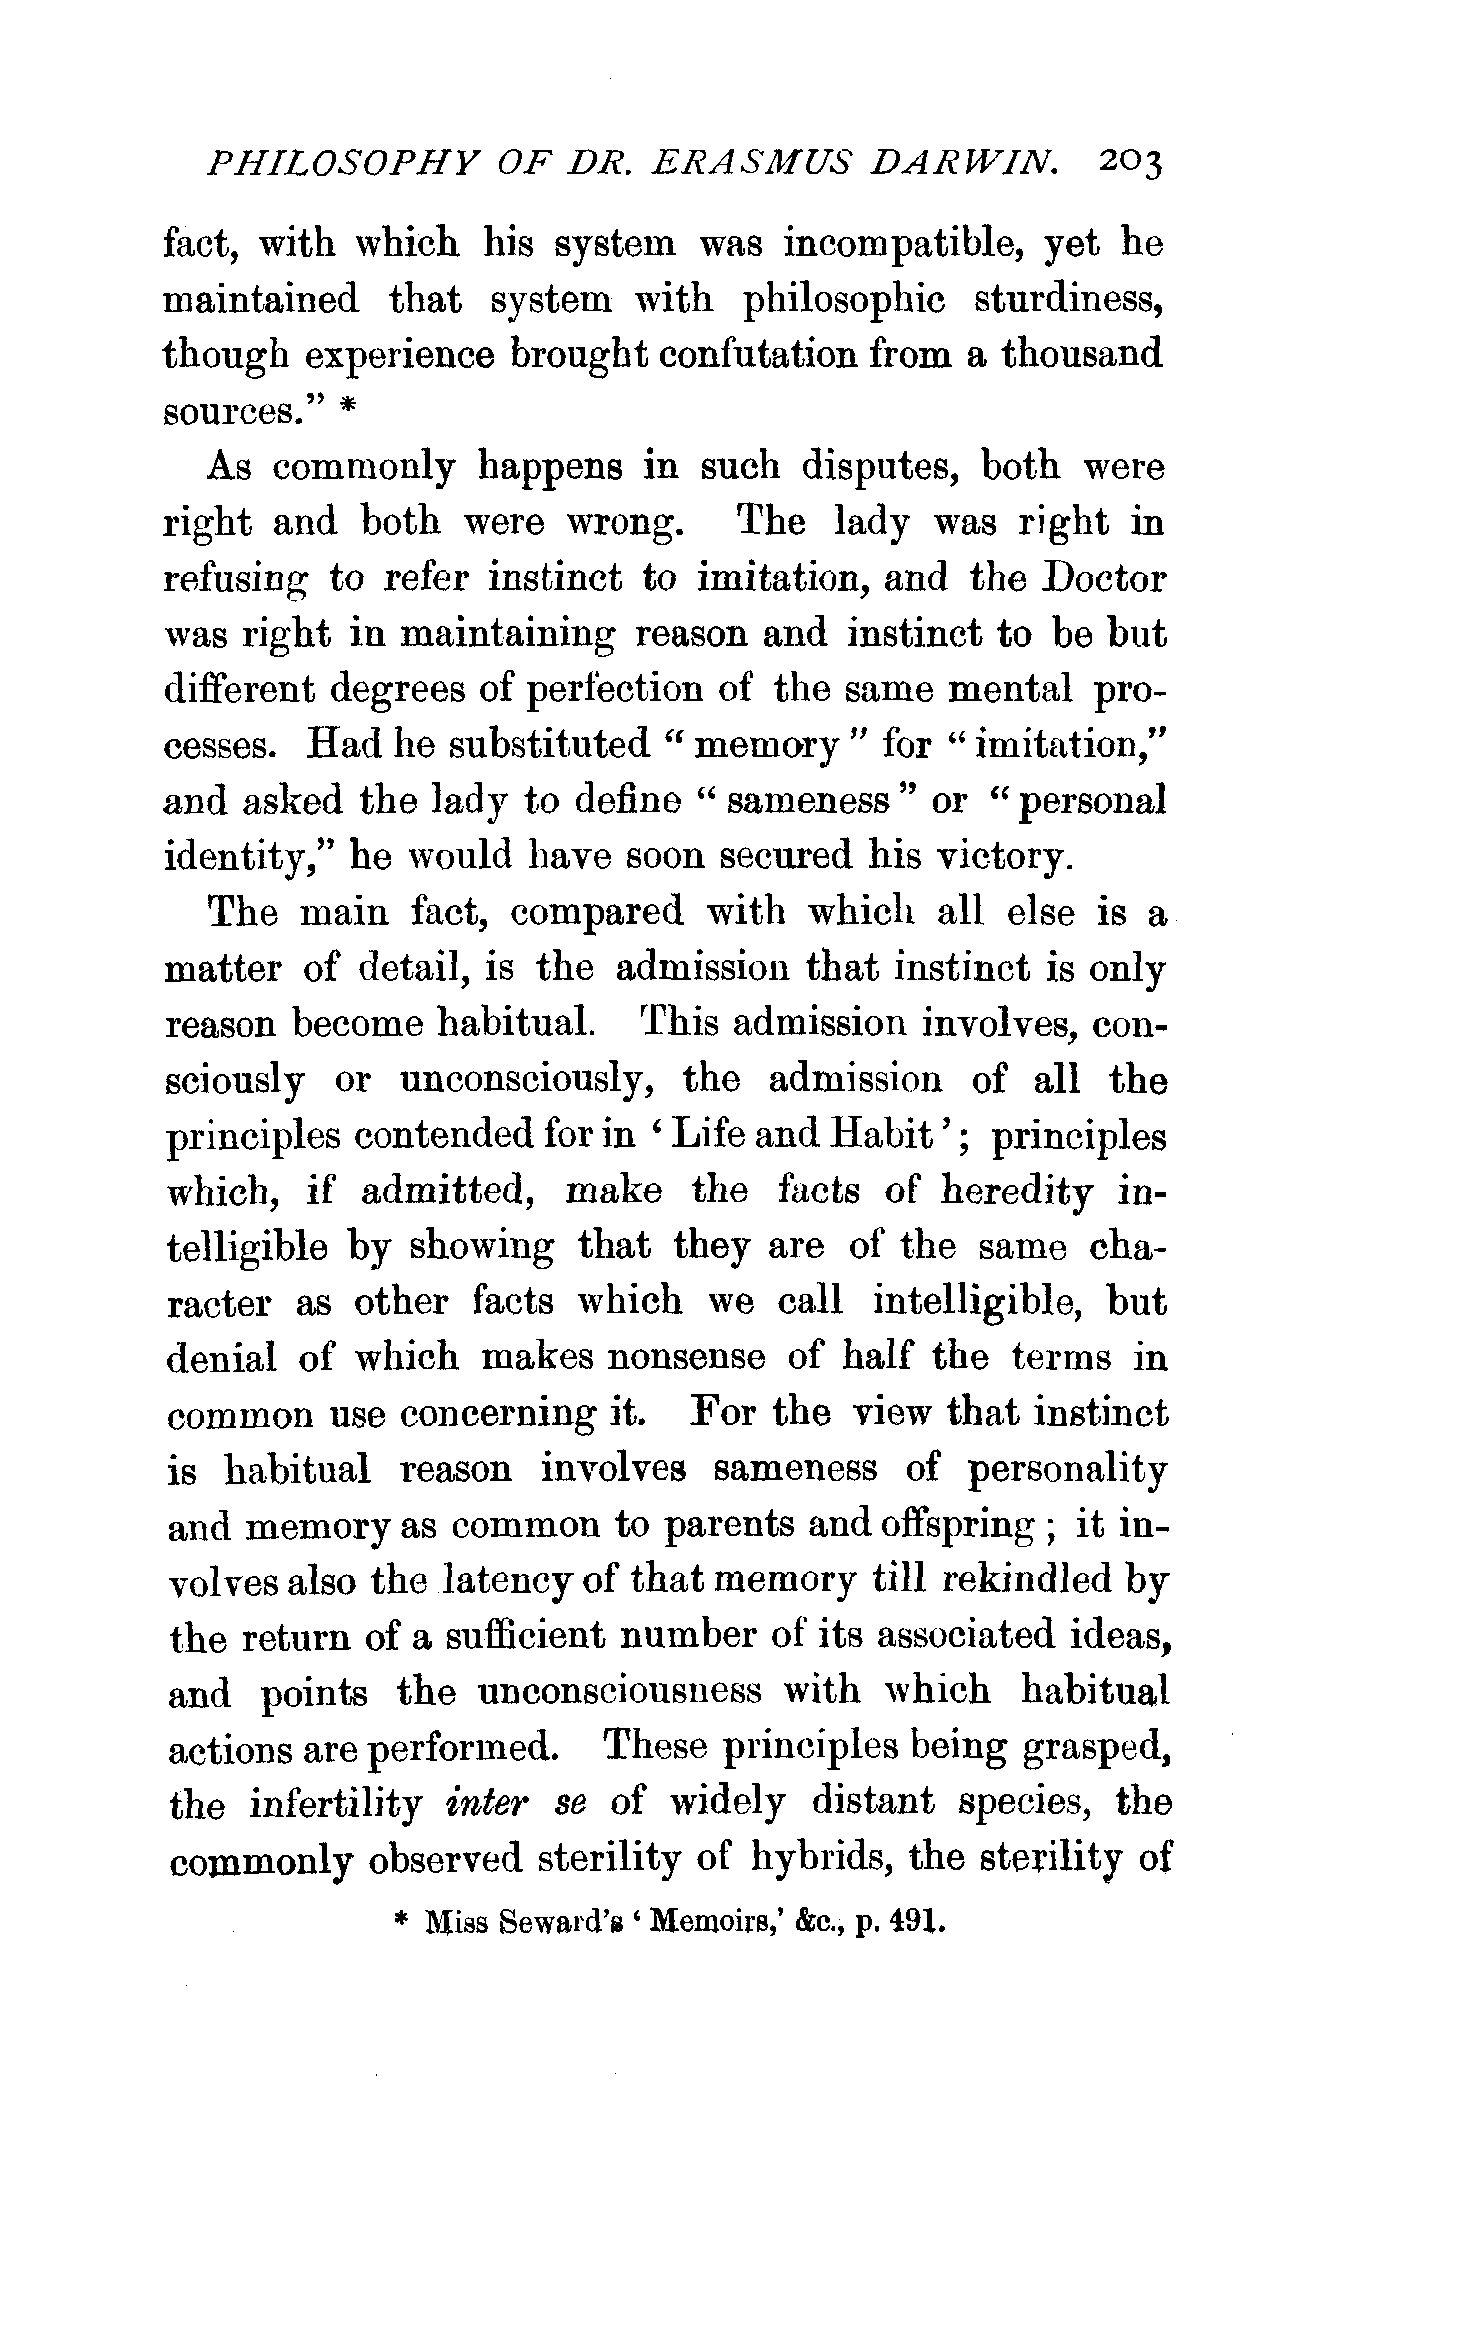 PHILOSOPHY OF DR. ERASMUS DARWIN. 203
fact, with which his system was incompatible, yet he
maintained that system with philosophic sturdiness,
though experience brought confutation from a thousand
sources.” *
As commonly happens in such disputes, both were
right and both were wrong. The lady was right in
refusing to refer instinct to imitation, and the Doctor
was right in maintaining reason and instinct to be but
different degrees of perfection of the same mental pro-
cesses. Had he substituted “ memory ” for “ imitation,”
and asked the lady to define “ sameness ” or “ personal
identity,” he would have soon secured his victory.
The main fact, compared with which all else is a
matter of detail, is the admission that instinct is only
reason become habitual. This admission involves, con-
sciously or unconsciously, the admission of all the
principles contended for in ‘ Life and Habit ’ ; principles
which, if admitted, make the facts of heredity in-
telligible by showing that they are of the same cha-
racter as other facts which we call intelligible, but
denial of which makes nonsense of half the terms in
common use concerning it. For the view that instinct
is habitual reason involves sameness of personality
and memory as common to parents and offspring ; it in-
volves also the latency of that memory till rekindled by
the return of a sufficient number of its associated ideas,
and points the unconsciousness with which habitual
actions are performed. These principles being grasped,
the infertility inter se of widely distant species, the
commonly observed sterility of hybrids, the sterility of
* Miss Seward’s ‘ Memoirs,’ &c., p. 491.